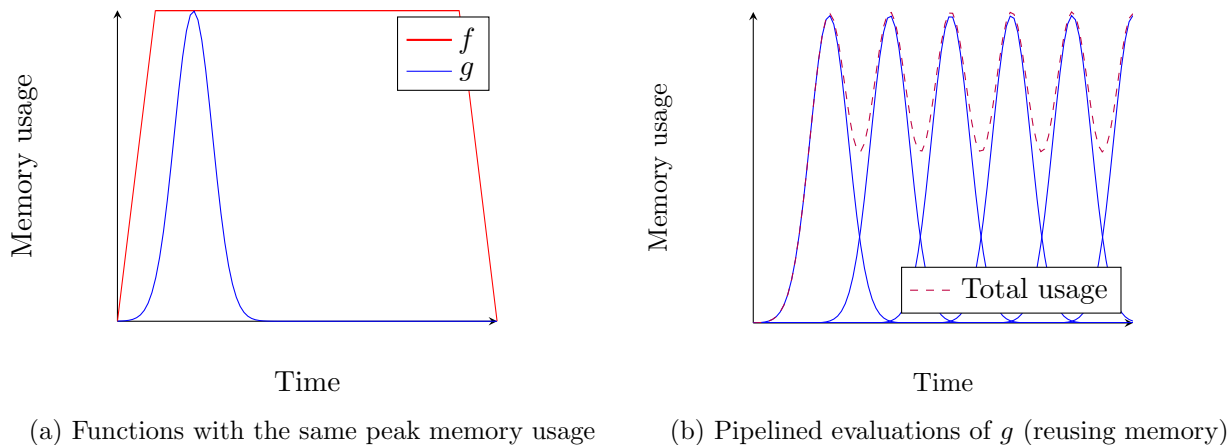 Memory usage
f
g
Time
(a) Functions with the same peak memory usage
Memory usage
Total usage
Time
(b) Pipelined evaluations of g (reusing memory)